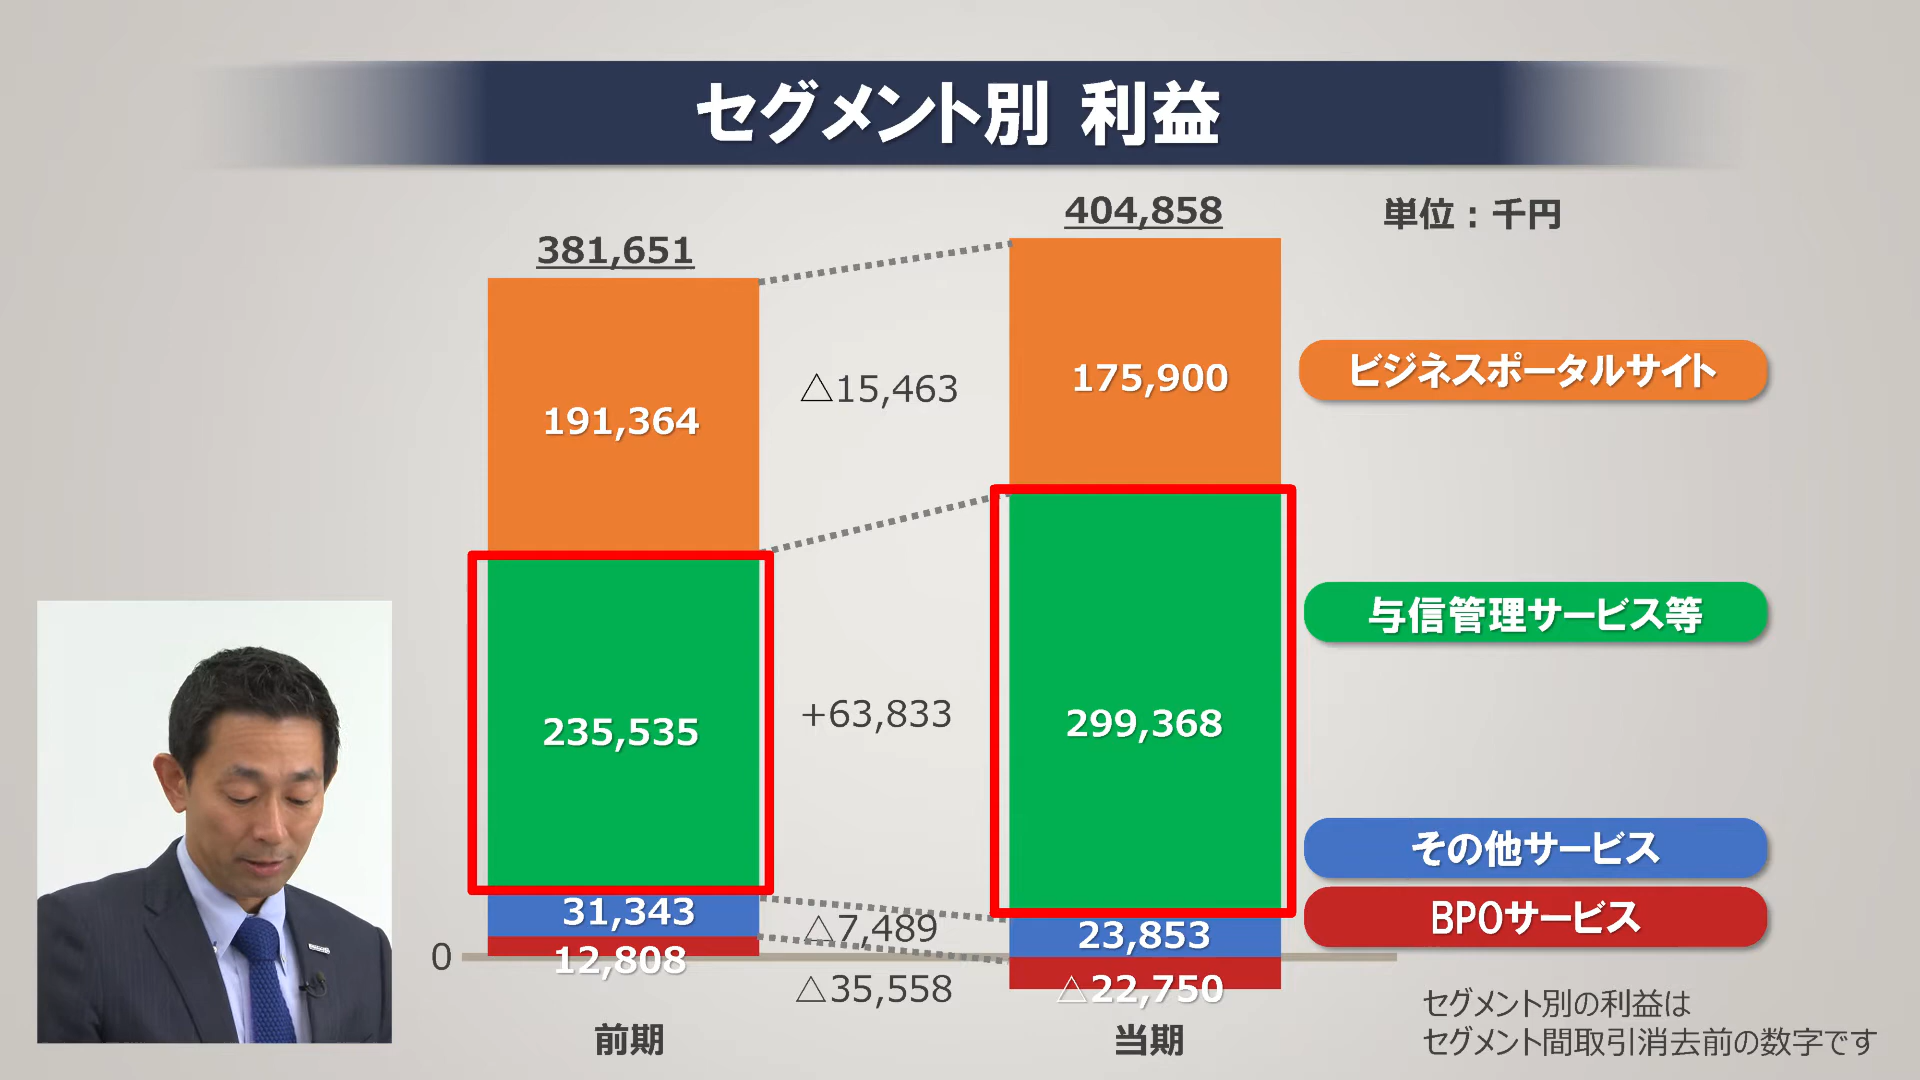 セグメント別 利益
単位：千円
381,651
404,858
191,364
△15,463
175,900
ビジネスポータルサイト
235,535
+63,833
299,368
与信管理サービス等
31,343
△7,489
23,853
その他サービス
0
12,808
△35,558
△22,750
BPOサービス
前期
当期
セグメント別の利益は
セグメント間取引消去前の数字です